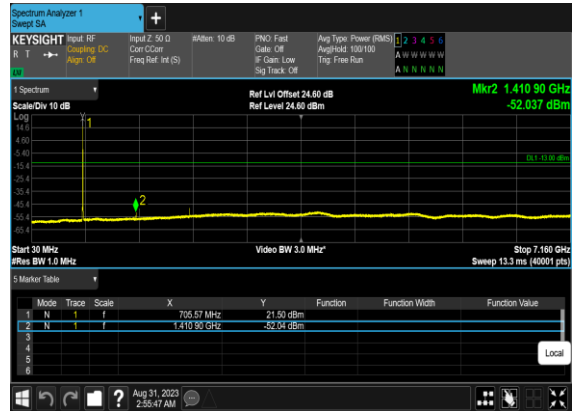 Spectrum Analyzer 1
Swept SA
+
KEYSIGHT Input: RF Input Z: 50 Ω #Atten: 10 dB PNO: Fast Avg Type: Power (RMS) 1 2 3 4 5 6
R T Coupling: DC Corr CCorr Gate: Off Avg|Hold: 100/100 A W W W W W
Align: Off Freq Ref: Int (S) IF Gain: Low Trig: Free Run
LW Sig Track: Off A N N N N N
1 Spectrum Ref Lvl Offset 24.60 dB Mkr2 1.410 90 GHz
Scale/Div 10 dB Ref Level 24.60 dBm -52.037 dBm
Log
14.6
4.60
-5.40
-15.4
-25.4
-35.4
-45.4
-55.4
-65.4
1
2
DL1 -13.00 dBm
Start 30 MHz Video BW 3.0 MHz* Stop 7.160 GHz
#Res BW 1.0 MHz Sweep 13.3 ms (40001 pts)
5 Marker Table
Mode Trace Scale X Y Function Function Width Function Value
1 N 1 f 705.57 MHz 21.50 dBm
2 N 1 f 1.410 90 GHz -52.04 dBm
3
4
5
6
Local
? Aug 31, 2023
2:55:47 AM